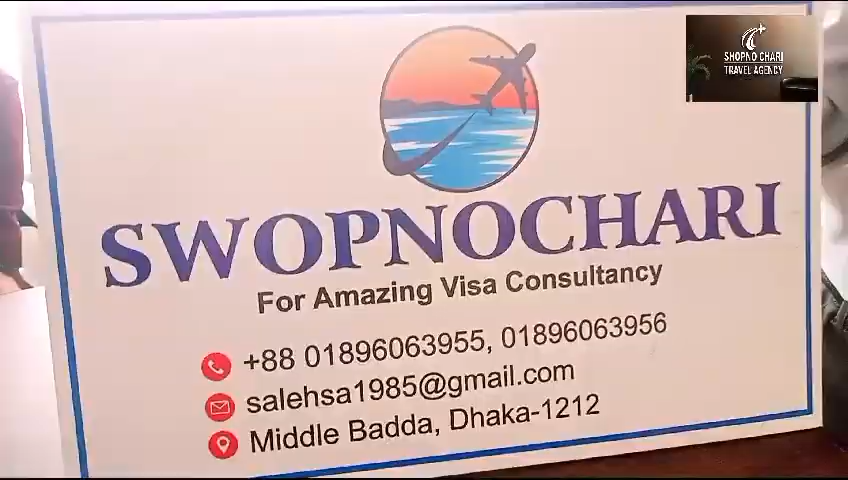 SHOPNO CHARI
TRAVEL AGENCY
SWOPNOCHARI
For Amazing Visa Consultancy
+88 01896063955, 01896063956
salehsa1985@gmail.com
Middle Badda, Dhaka-1212